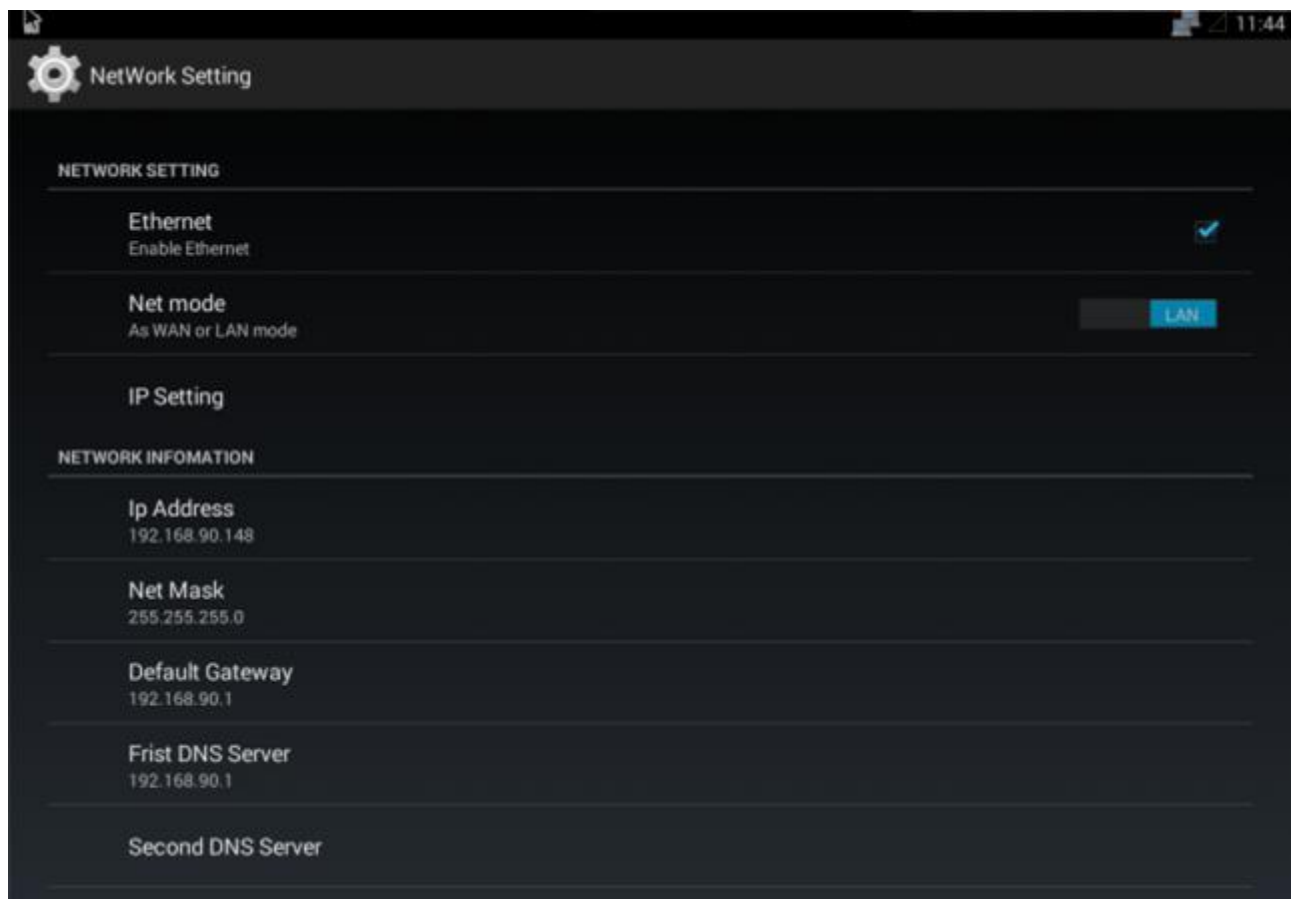 11:44
NetWork Setting
NETWORK SETTING
Ethernet
Enable Ethernet
Net mode
As WAN or LAN mode
LAN
IP Setting
NETWORK INFOMATION
Ip Address
192.168.90.148
Net Mask
255.255.255.0
Default Gateway
192.168.90.1
Frist DNS Server
192.168.90.1
Second DNS Server